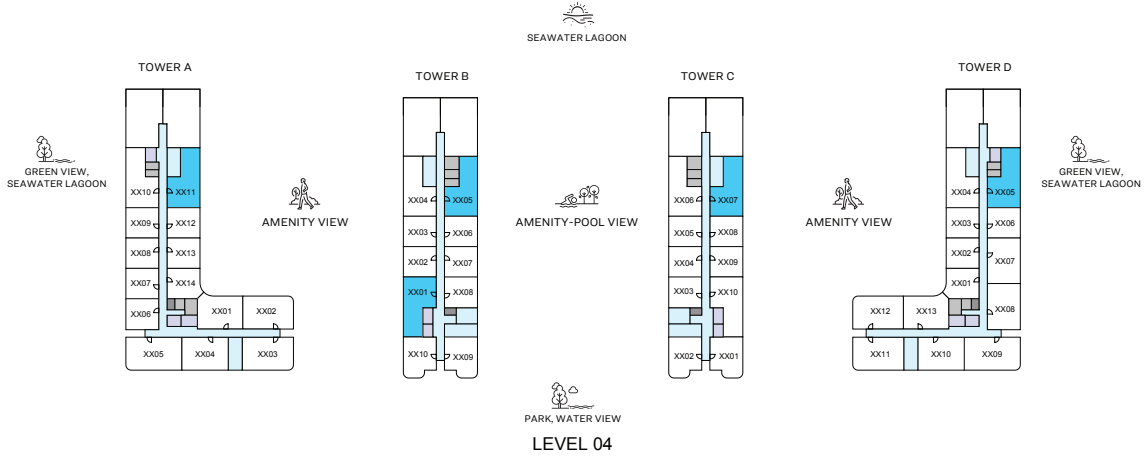 SEAWATER LAGOON
TOWER A
TOWER B
TOWER C
TOWER D
GREEN VIEW,
SEAWATER LAGOON
AMENITY VIEW
AMENITY-POOL VIEW
AMENITY VIEW
GREEN VIEW,
SEAWATER LAGOON
XX10 XX11
XX09 XX12
XX08 XX13
XX07 XX14
XX06 XX01 XX02
XX05 XX04 XX03
XX04 XX05
XX03 XX06
XX02 XX07
XX01 XX08
XX10 XX09
XX06 XX07
XX05 XX08
XX04 XX09
XX03 XX10
XX02 XX01
XX04 XX05
XX03 XX06
XX02 XX07
XX01 XX08
XX12 XX13
XX11 XX10 XX09
PARK, WATER VIEW
LEVEL 04